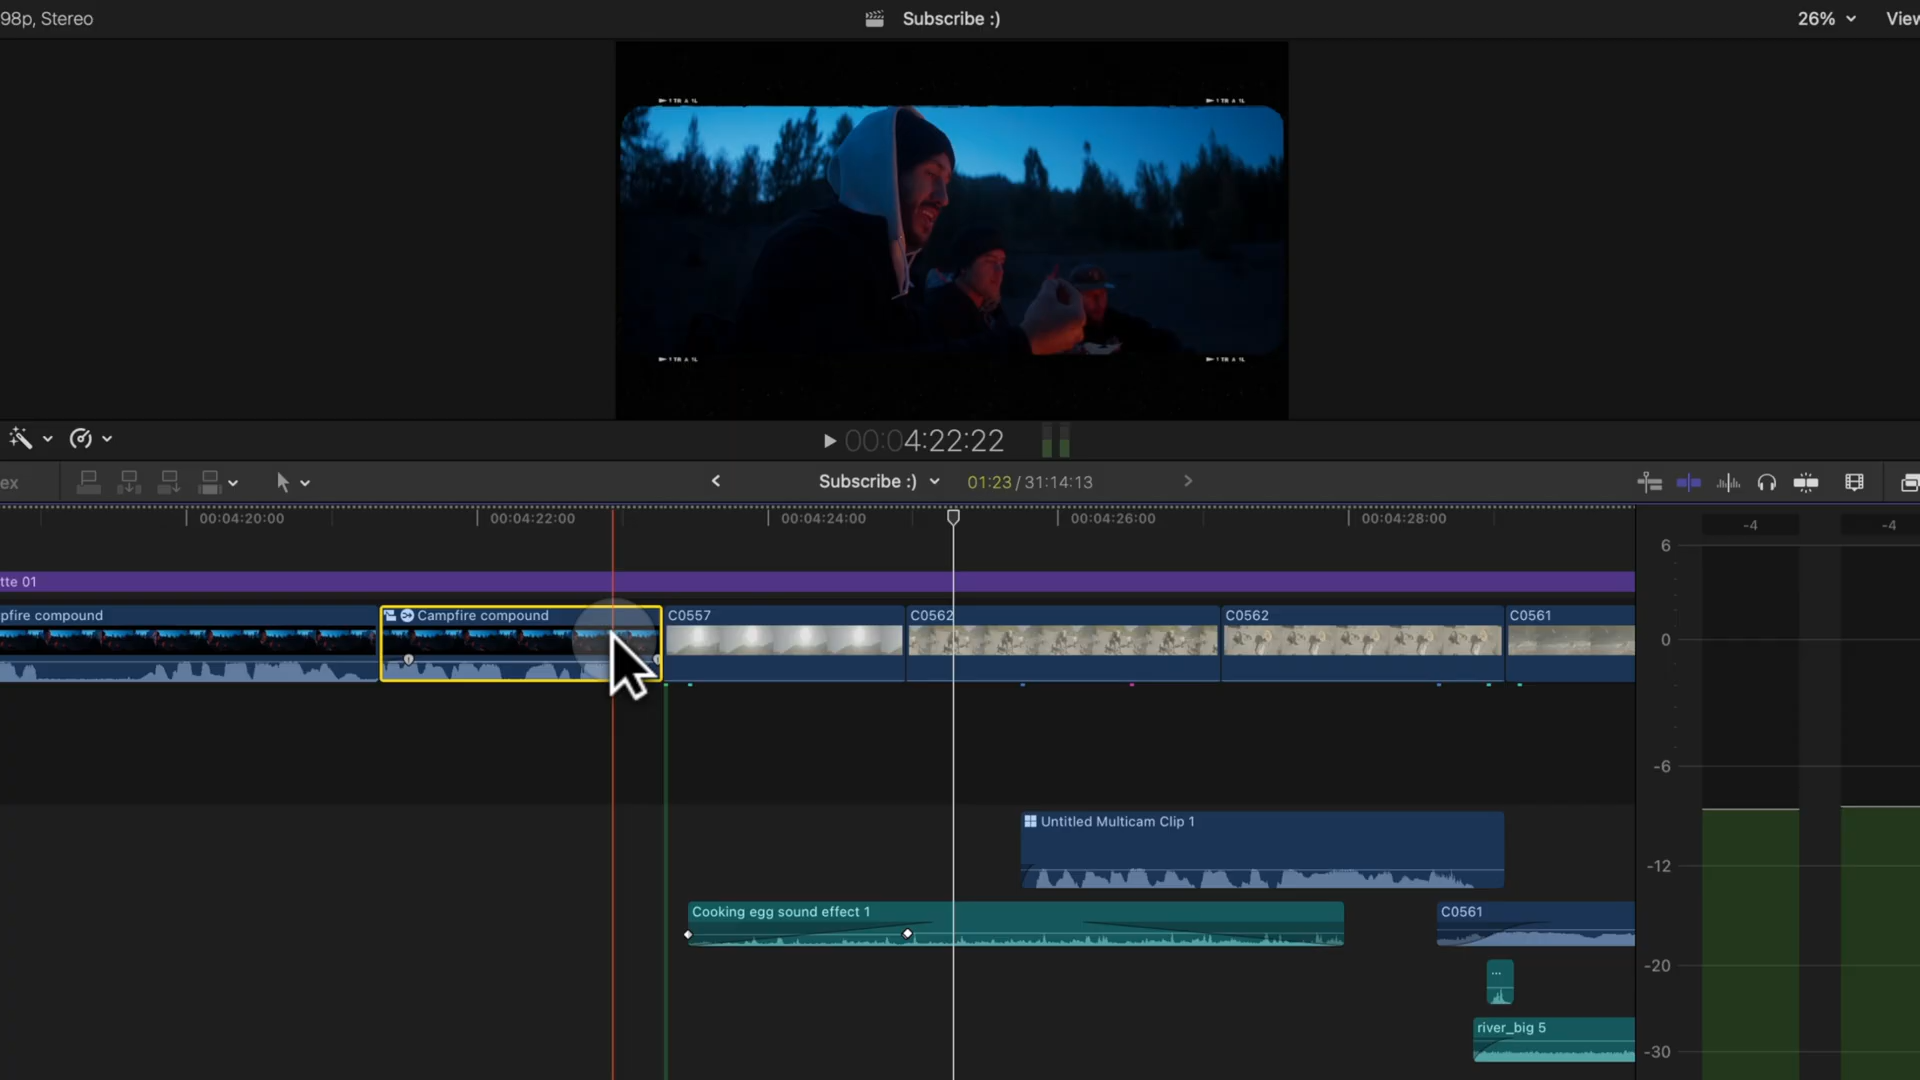 98p, Stereo
Subscribe :)
26%
View
00:04:22:22
ex
Subscribe :)
01:23 / 31:14:13
00:04:20:00
00:04:22:00
00:04:24:00
00:04:26:00
00:04:28:00
-4
-4
6
tte 01
pfire compound
Campfire compound
C0557
C0562
C0562
C0561
0
-6
Untitled Multicam Clip 1
-12
Cooking egg sound effect 1
C0561
-20
...
river_big 5
-30